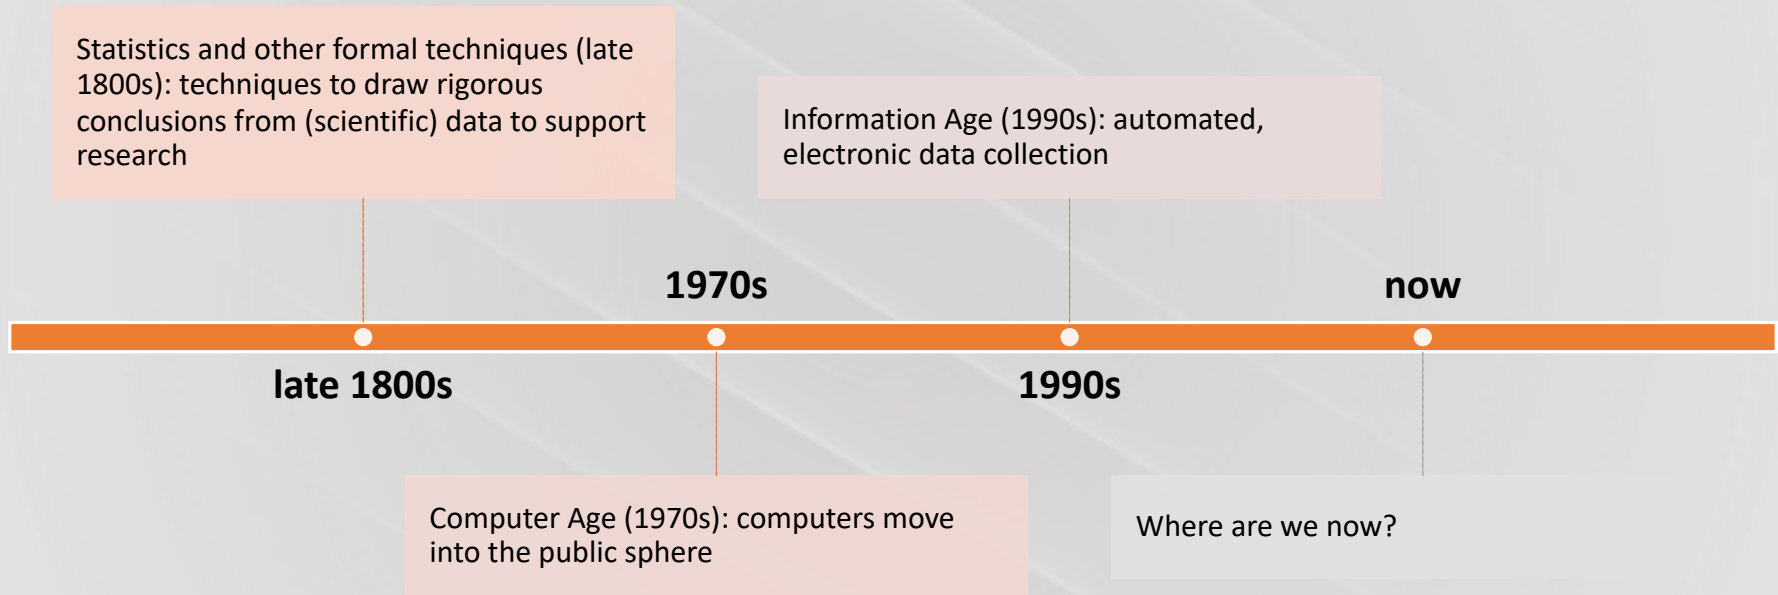 Statistics and other formal techniques (late
1800s): techniques to draw rigorous
conclusions from (scientific) data to support
research
Information Age (1990s): automated,
electronic data collection
1970s
now
late 1800s
1990s
Computer Age (1970s): computers move
into the public sphere
Where are we now?